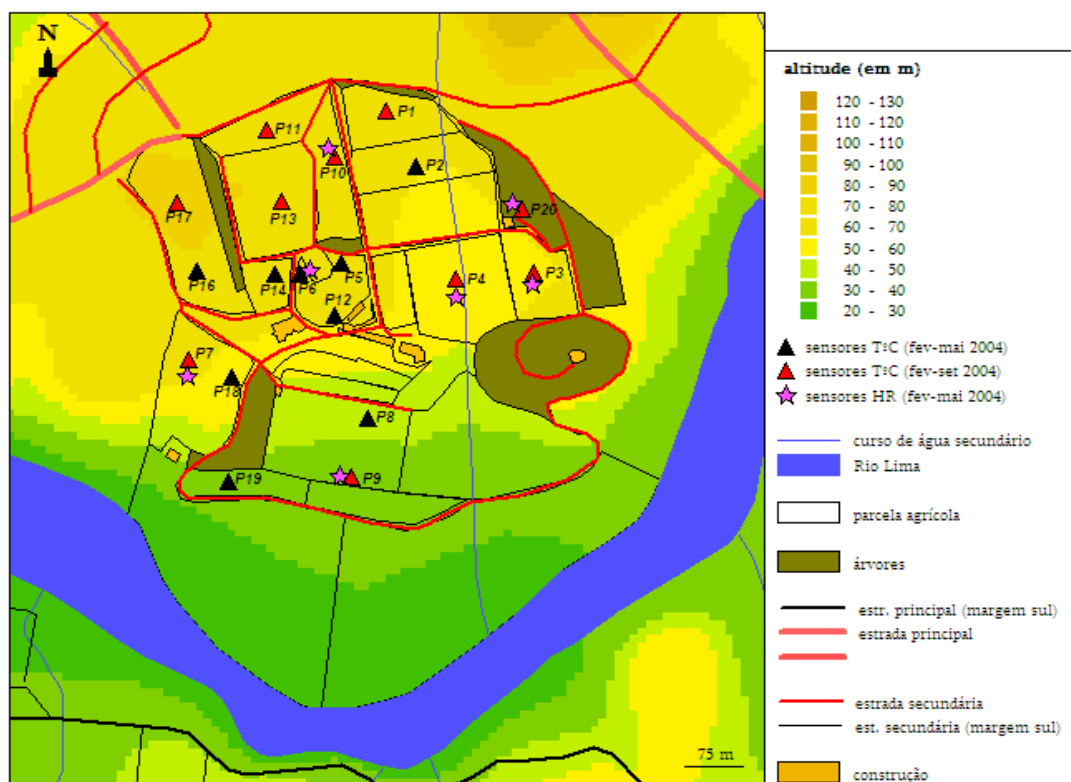 N
P1
P11
P2
P10
P20
P17
P13
P4
P3
P16
P14
P6
P5
P12
P7
P18
P8
P19
P9
75 m
altitude (em m)
120 - 130
110 - 120
100 - 110
90 - 100
80 - 90
70 - 80
60 - 70
50 - 60
40 - 50
30 - 40
20 - 30
sensores TºC (fev-mai 2004)
sensores TºC (fev-set 2004)
sensores HR (fev-mai 2004)
curso de água secundário
Rio Lima
parcela agrícola
árvores
estr. principal (margem sul)
estrada principal
estrada secundária
est. secundária (margem sul)
construção